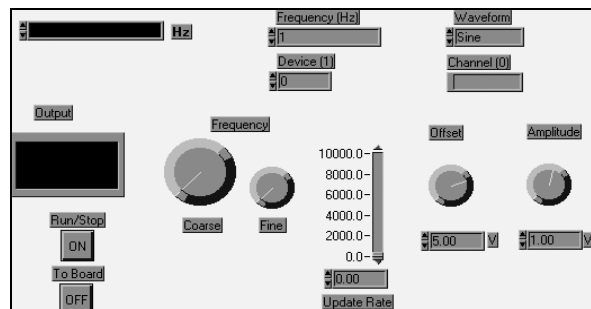 Hz
Frequency (Hz)
1
Waveform
Sine
Device (1)
0
Channel (0)
Output
Frequency
Coarse
Fine
10000.0-
8000.0-
6000.0-
4000.0-
2000.0-
0.0-
0.00
Update Rate
Offset
5.00 V
Amplitude
1.00 V
Run/Stop
ON
To Board
OFF